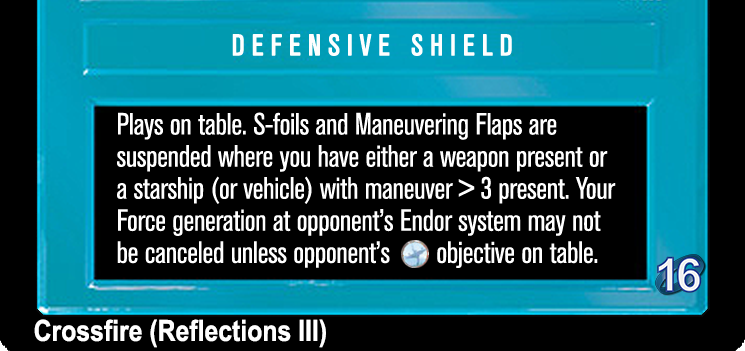 DEFENSIVE SHIELD
Plays on table. S-foils and Maneuvering Flaps are
suspended where you have either a weapon present or
a starship (or vehicle) with maneuver > 3 present. Your
Force generation at opponent's Endor system may not
be canceled unless opponent's objective on table.
16
Crossfire (Reflections III)